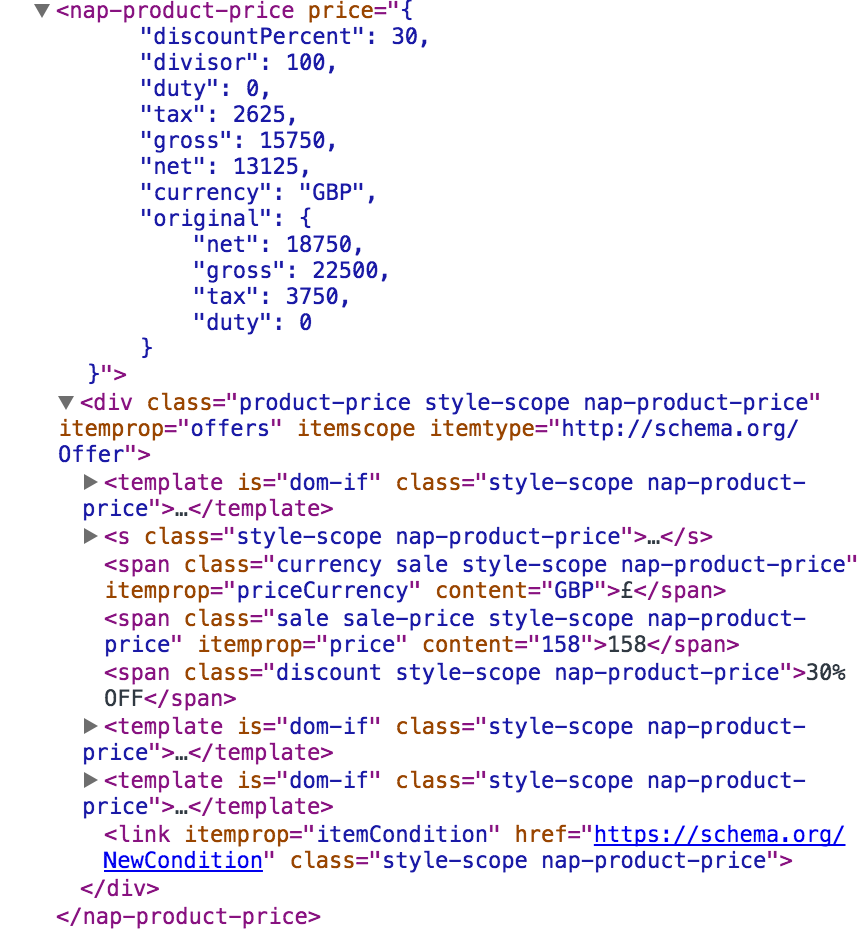 ▼<nap-product-price price="{
"discountPercent": 30,
"divisor": 100,
"duty": 0,
"tax": 2625,
"gross": 15750,
"net": 13125,
"currency": "GBP",
"original": {
"net": 18750,
"gross": 22500,
"tax": 3750,
"duty": 0
}
}">
▼<div class="product-price style-scope nap-product-price"
itemprop="offers" itemscope itemtype="http://schema.org/
Offer">
▶<template is="dom-if" class="style-scope nap-product-
price">…</template>
▶<s class="style-scope nap-product-price">…</s>
<span class="currency sale style-scope nap-product-price"
itemprop="priceCurrency" content="GBP">£</span>
<span class="sale sale-price style-scope nap-product-
price" itemprop="price" content="158">158</span>
<span class="discount style-scope nap-product-price">30%
OFF</span>
▶<template is="dom-if" class="style-scope nap-product-
price">…</template>
▶<template is="dom-if" class="style-scope nap-product-
price">…</template>
<link itemprop="itemCondition" href="https://schema.org/
NewCondition" class="style-scope nap-product-price">
</div>
</nap-product-price>